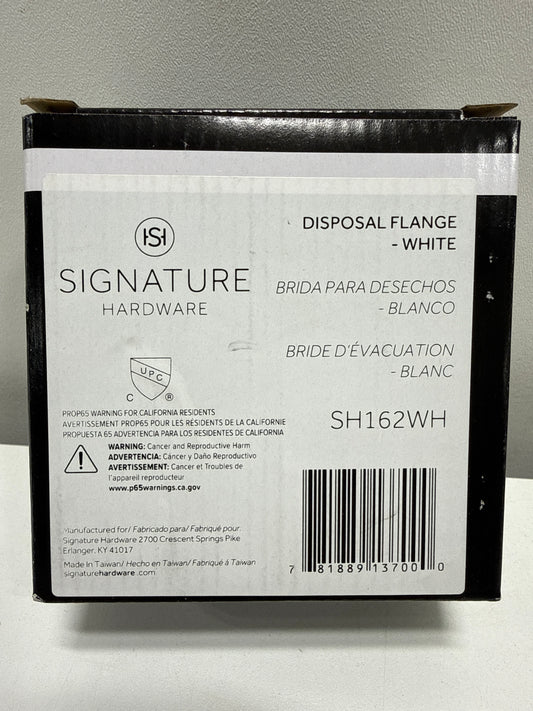 SH
SIGNATURE
HARDWARE
DISPOSAL FLANGE
- WHITE
BRIDA PARA DESECHOS
- BLANCO
BRIDE D'ÉVACUATION
- BLANC
SH162WH
UPC
C ®
PROP65 WARNING FOR CALIFORNIA RESIDENTS
AVERTISSEMENT PROP65 POUR LES RÉSIDENTS DE LA CALIFORNIE
PROPUESTA 65 ADVERTENCIA PARA LOS RESIDENTES DE CALIFORNIA
WARNING: Cancer and Reproductive Harm
ADVERTENCIA: Cáncer y Daño Reproductivo
AVERTISSEMENT: Cancer et Troubles de
l'appareil reproducteur
www.p65warnings.ca.gov
Manufactured for/ Fabricado para/ Fabriqué pour:
Signature Hardware 2700 Crescent Springs Pike
Erlanger, KY 41017
Made In Taiwan/ Hecho en Taiwan/ Fabriqué á Taiwan
signaturehardware.com
7 81889 13700 0